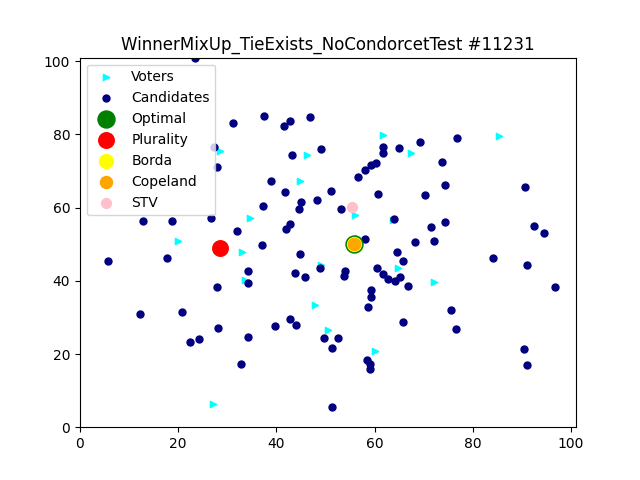 WinnerMixUp_TieExists_NoCondorcetTest #11231
Voters
Candidates
Optimal
Plurality
Borda
Copeland
STV
100
80
60
40
20
0
0 20 40 60 80 100